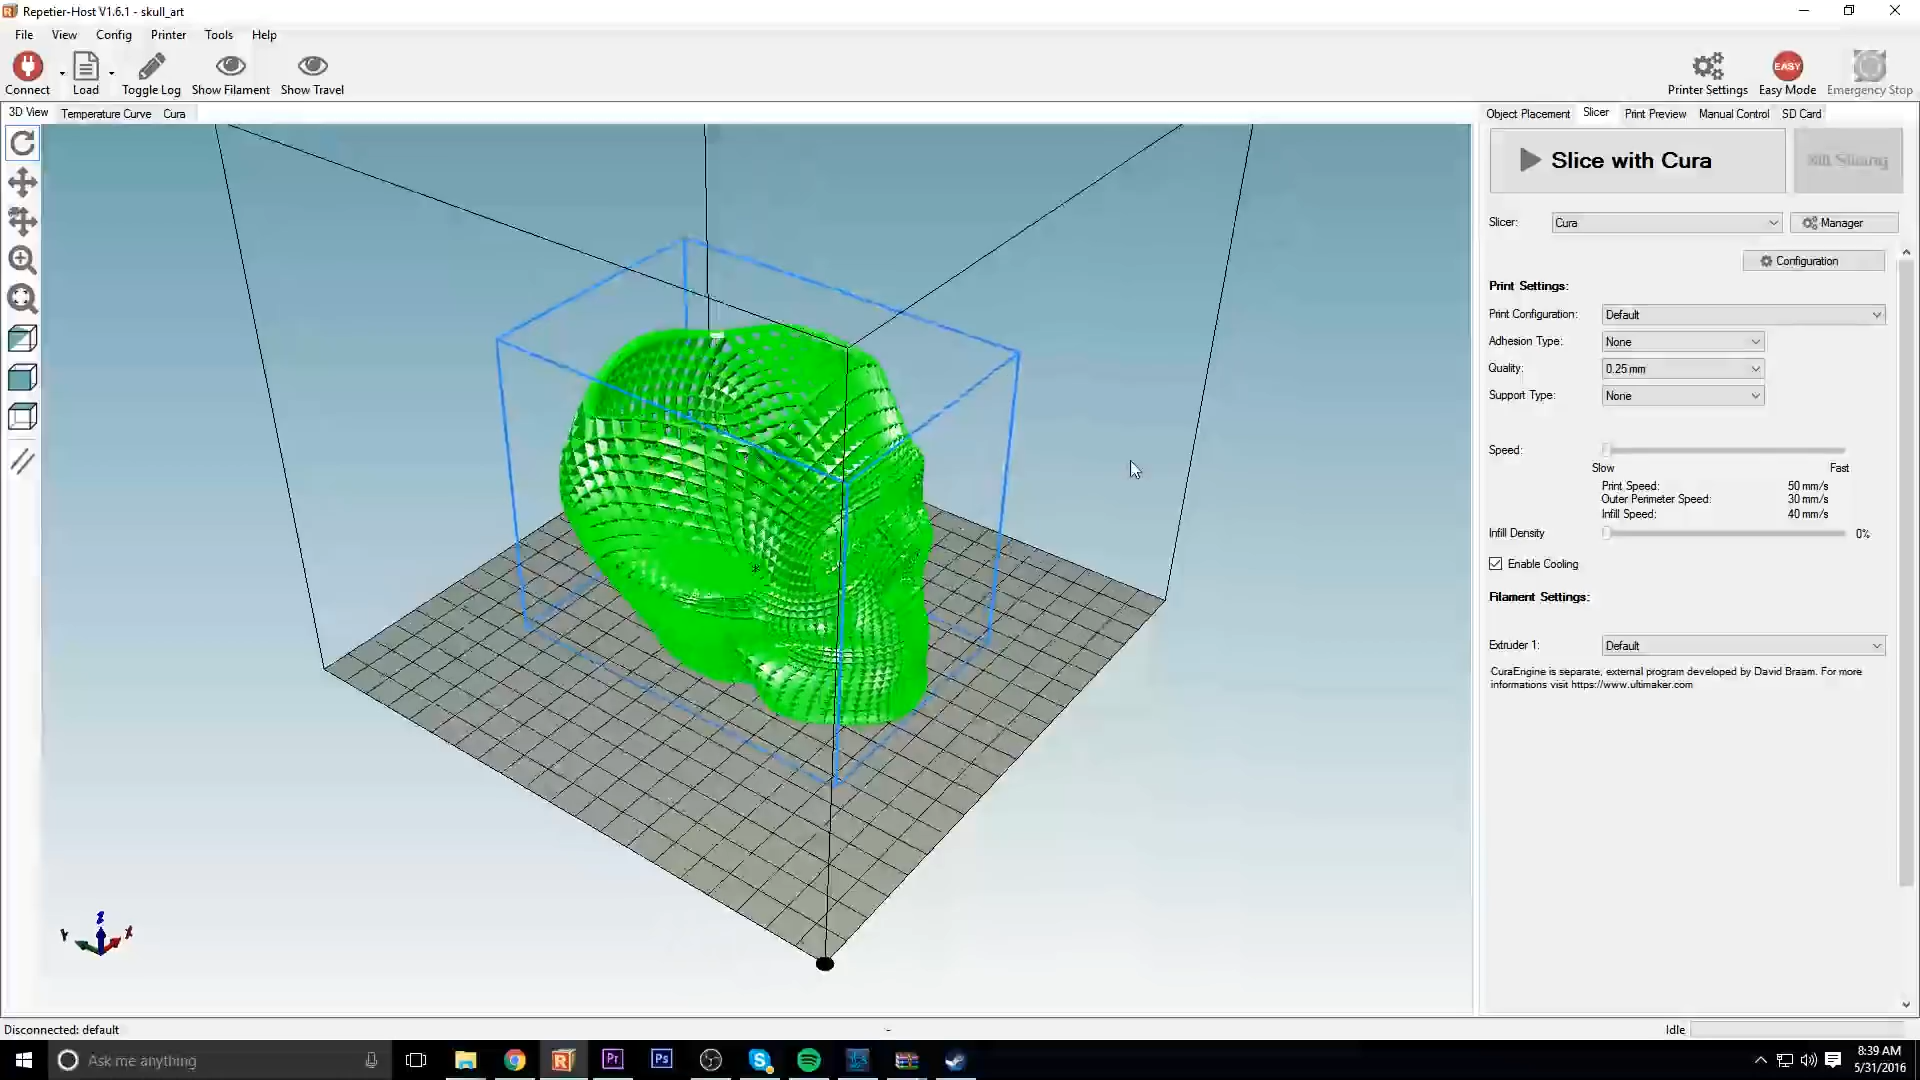 Repetier-Host V1.6.1 - skull_art
File View Config Printer Tools Help
Connect Load Toggle Log Show Filament Show Travel Printer Settings Easy Mode Emergency Stop
EASY
3D View Temperature Curve Cura
Object Placement Slicer Print Preview Manual Control SD Card
Slice with Cura
Slicer: Cura Manager
Configuration
Print Settings:
Print Configuration: Default
Adhesion Type: None
Quality: 0.25 mm
Support Type: None
Speed:
Slow Fast
Print Speed: 50 mm/s
Outer Perimeter Speed: 30 mm/s
Infill Speed: 40 mm/s
Infill Density 0%
Enable Cooling
Filament Settings:
Extruder 1: Default
CuraEngine is separate, external program developed by David Braam. For more
informations visit https://www.ultimaker.com
Z
Y X
Disconnected: default - Idle
Ask me anything
Pr Ps
8:39 AM
5/31/2016